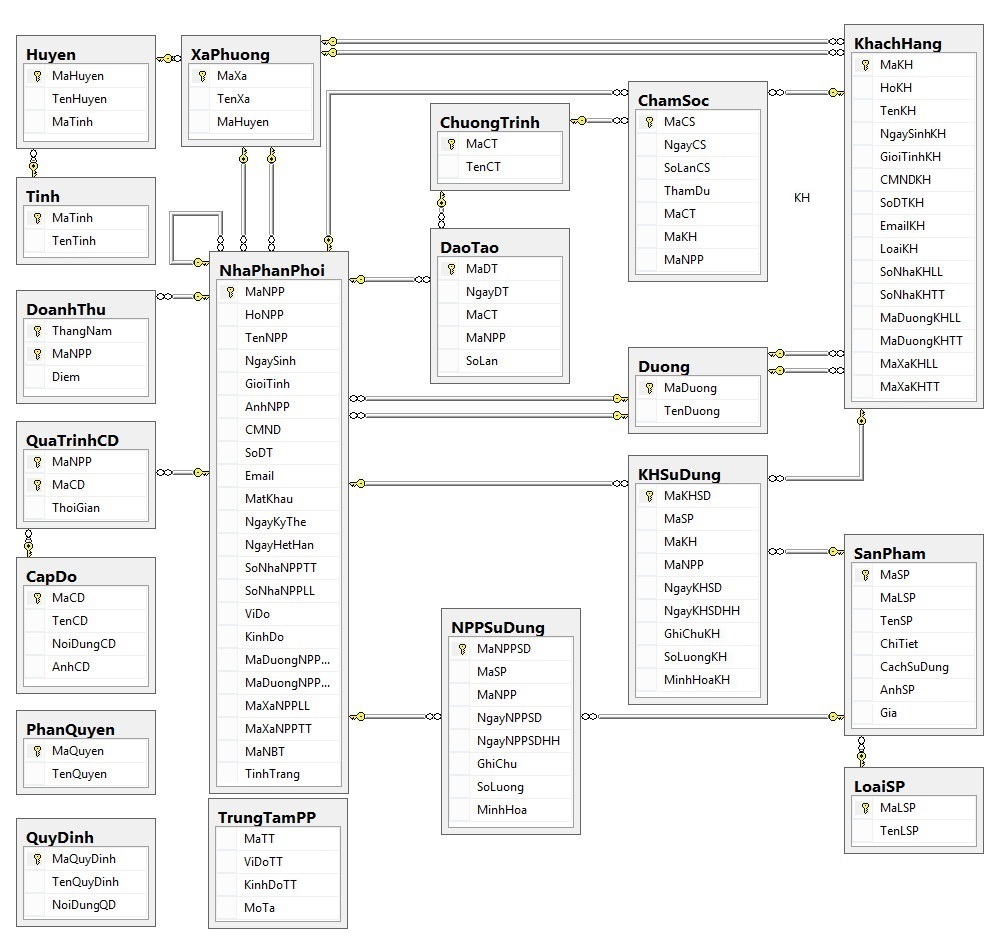 Huyen
MaHuyen
TenHuyen
MaTinh
XaPhuong
MaXa
TenXa
MaHuyen
KhachHang
MaKH
HoKH
TenKH
NgaySinhKH
GioiTinhKH
CMNDKH
SoDTKH
EmailKH
LoaiKH
SoNhaKHLL
SoNhaKHTT
MaDuongKHLL
MaDuongKHTT
MaXaKHLL
MaXaKHTT
ChamSoc
MaCS
NgayCS
SoLanCS
ThamDu
MaCT
MaKH
MaNPP
KH
ChuongTrinh
MaCT
TenCT
Tinh
MaTinh
TenTinh
DaoTao
MaDT
NgayDT
MaCT
MaNPP
SoLan
NhaPhanPhoi
MaNPP
HoNPP
TenNPP
NgaySinh
GioiTinh
AnhNPP
CMND
SoDT
Email
MatKhau
NgayKyThe
NgayHetHan
SoNhaNPPTT
SoNhaNPPLL
ViDo
KinhDo
MaDuongNPP...
MaDuongNPP...
MaXaNPPLL
MaXaNPPTT
MaNBT
TinhTrang
DoanhThu
ThangNam
MaNPP
Diem
Duong
MaDuong
TenDuong
QuaTrinhCD
MaNPP
MaCD
ThoiGian
KHSuDung
MaKHSD
MaSP
MaKH
MaNPP
NgayKHSD
NgayKHSDHH
GhiChuKH
SoLuongKH
MinhHoaKH
SanPham
MaSP
MaLSP
TenSP
ChiTiet
CachSuDung
AnhSP
Gia
CapDo
MaCD
TenCD
NoiDungCD
AnhCD
NPPSuDung
MaNPPSD
MaSP
MaNPP
NgayNPPSD
NgayNPPSDHH
GhiChu
SoLuong
MinhHoa
PhanQuyen
MaQuyen
TenQuyen
LoaiSP
MaLSP
TenLSP
TrungTamPP
MaTT
ViDoTT
KinhDoTT
MoTa
QuyDinh
MaQuyDinh
TenQuyDinh
NoiDungQD